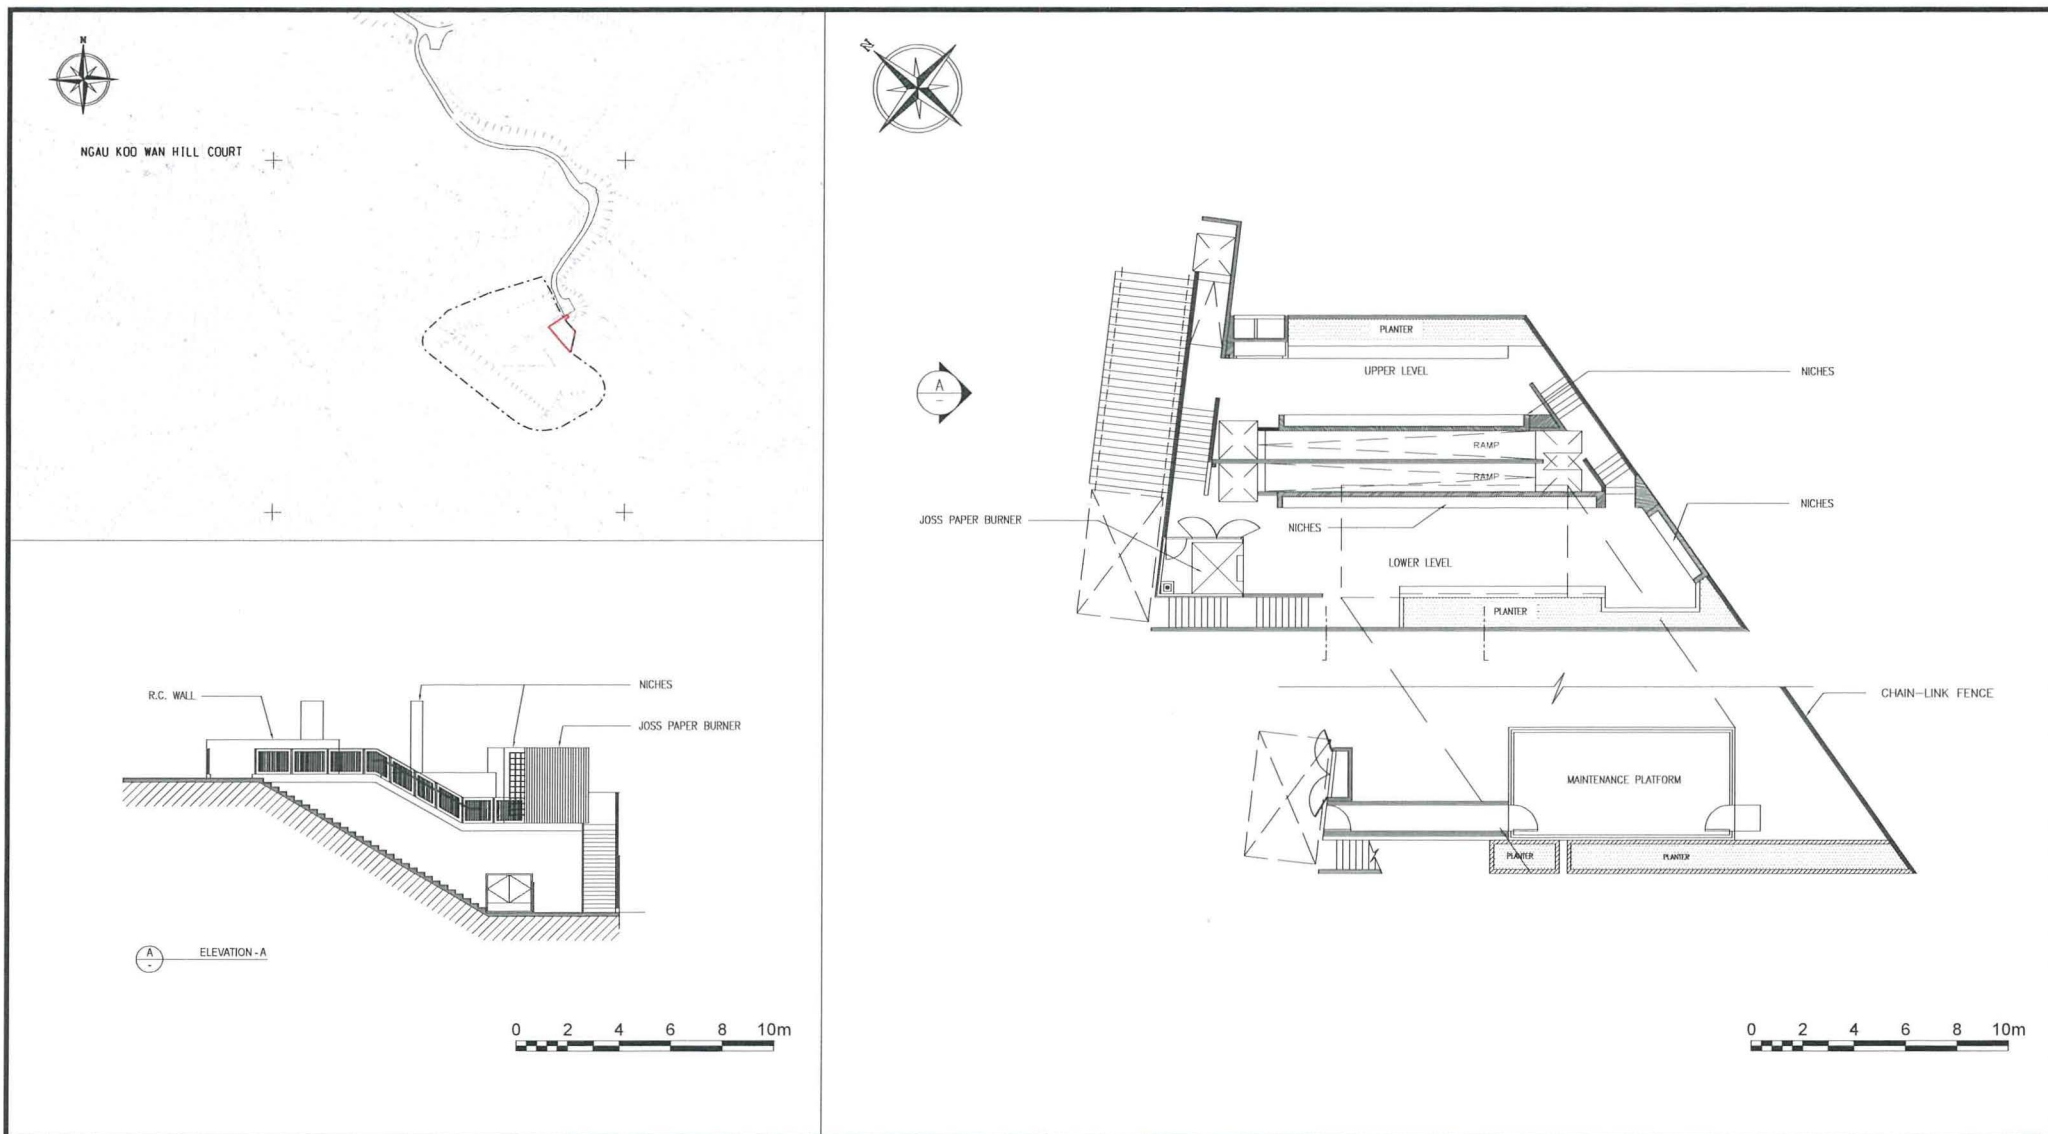 N
NGAU KOO WAN HILL COURT
R.C. WALL
NICHES
JOSS PAPER BURNER
A
-
ELEVATION-A
0 2 4 6 8 10m
N
A
-
PLANTER
UPPER LEVEL
NICHES
RAMP
RAMP
NICHES
JOSS PAPER BURNER
NICHES
LOWER LEVEL
PLANTER
CHAIN-LINK FENCE
MAINTENANCE PLATFORM
PLANTER
PLANTER
0 2 4 6 8 10m